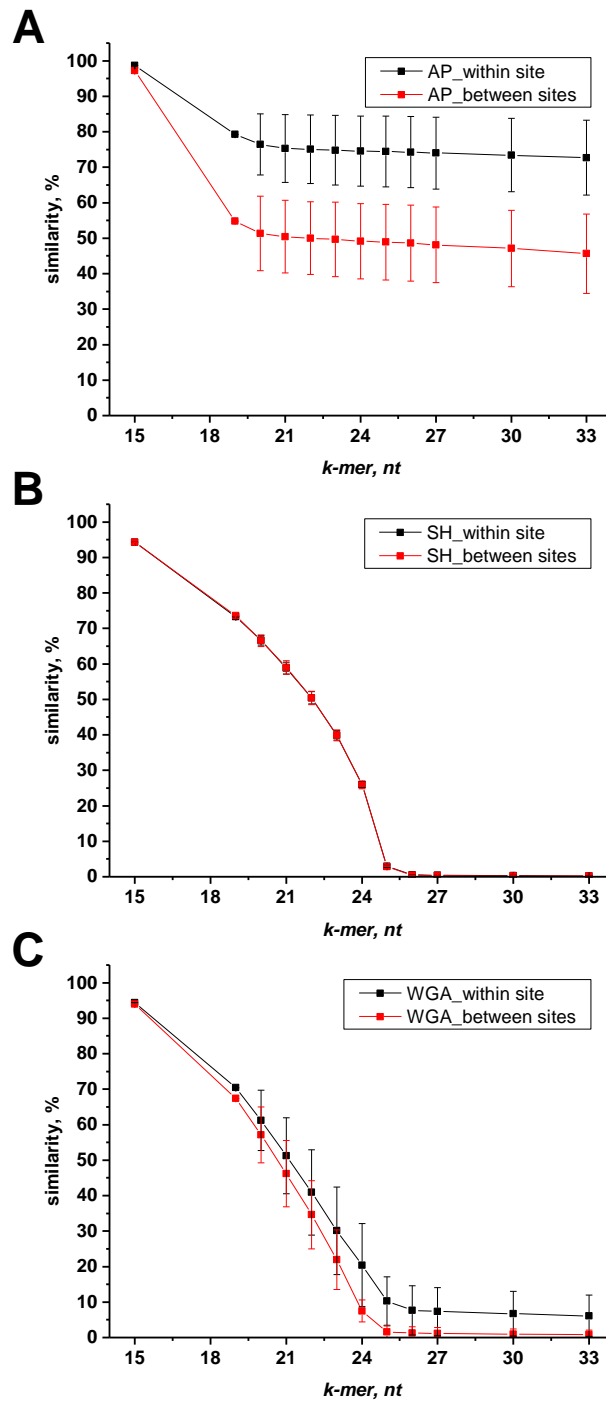 A
AP_within site
AP_between sites
similarity, %
100
90
80
70
60
50
40
30
20
10
0
15 18 21 24 27 30 33
k-mer, nt
B
SH_within site
SH_between sites
similarity, %
100
90
80
70
60
50
40
30
20
10
0
15 18 21 24 27 30 33
k-mer, nt
C
WGA_within site
WGA_between sites
similarity, %
100
90
80
70
60
50
40
30
20
10
0
15 18 21 24 27 30 33
k-mer, nt